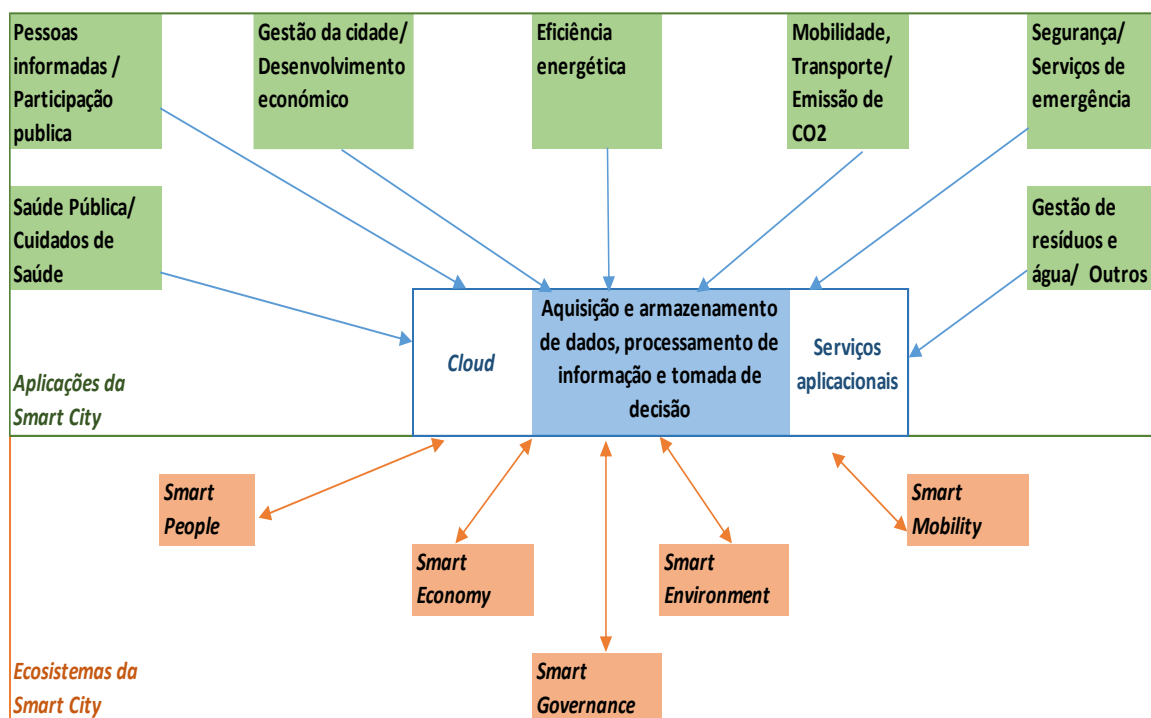 Pessoas
informadas /
Participação
publica
Gestão da cidade/
Desenvolvimento
económico
Eficiência
energética
Mobilidade,
Transporte/
Emissão de
CO2
Segurança/
Serviços de
emergência
Saúde Pública/
Cuidados de
Saúde
Gestão de
resíduos e
água/ Outros
Cloud
Aquisição e armazenamento
de dados, processamento de
informação e tomada de
decisão
Serviços
aplicacionais
Aplicações da
Smart City
Smart
People
Smart
Economy
Smart
Governance
Smart
Environment
Smart
Mobility
Ecosistemas da
Smart City